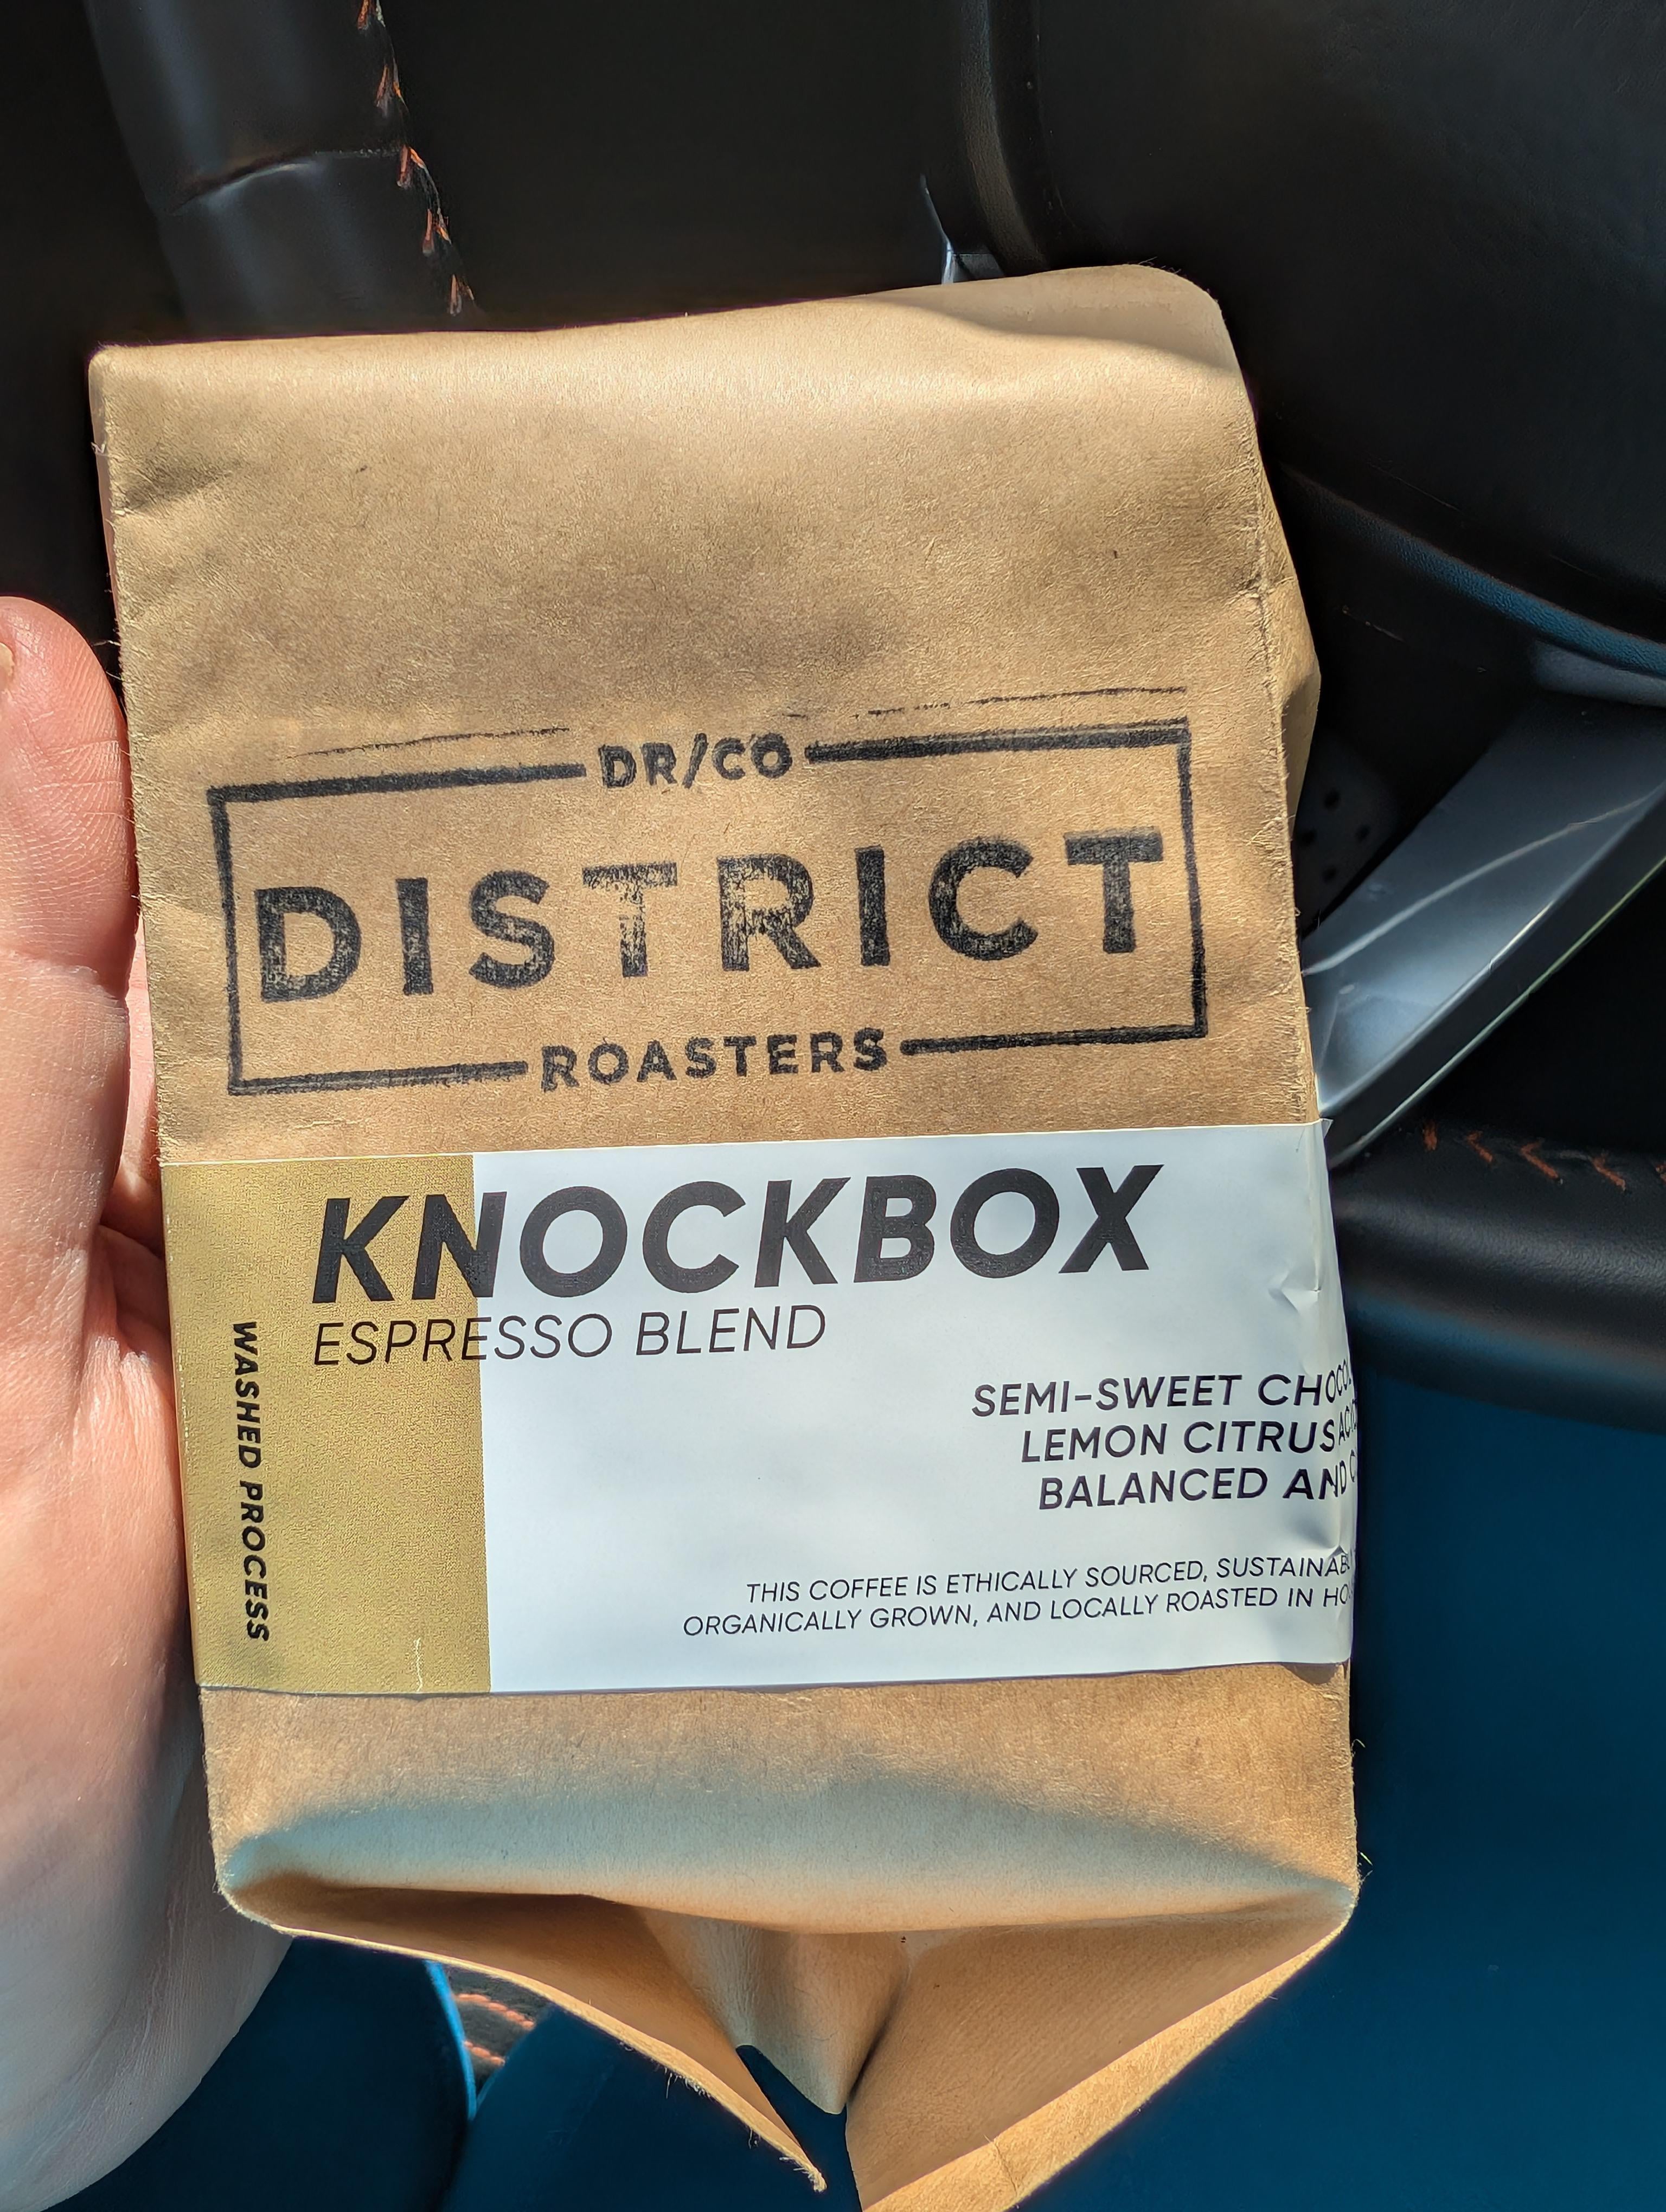 DR/CO
DISTRICT
ROASTERS
KNOCKBOX
ESPRESSO BLEND
WASHED PROCESS
SEMI-SWEET
LEMON CITRUS
BALANCED AND
THIS COFFEE IS ETHICALLY SOURCED,
ORGANICALLY GROWN, AND LOCALLY ROASTED IN